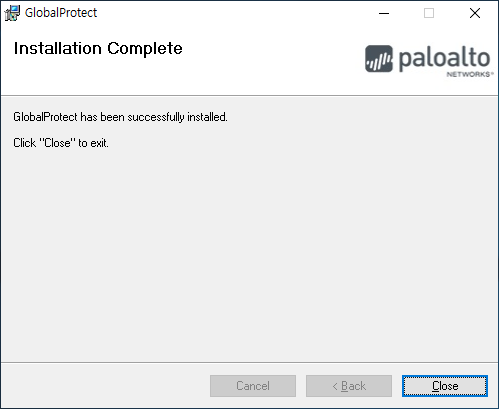 GlobalProtect
Installation Complete
paloalto
NETWORKS®
GlobalProtect has been successfully installed.
Click "Close" to exit.
Cancel
< Back
Close